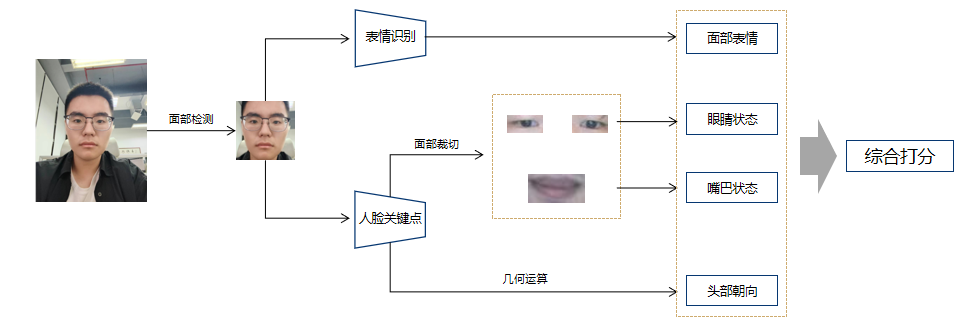 面部检测
表情识别
人脸关键点
面部裁切
几何运算
面部表情
眼睛状态
嘴巴状态
头部朝向
综合打分